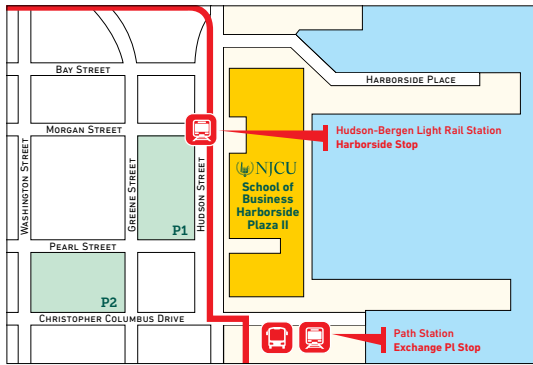 BAY STREET
HARBORSIDE PLACE
MORGAN STREET
Hudson-Bergen Light Rail Station
Harborside Stop
WASHINGTON STREET
GREENE STREET
HUDSON STREET
NJCU
School of
Business
Harborside
Plaza II
P1
PEARL STREET
P2
CHRISTOPHER COLUMBUS DRIVE
Path Station
Exchange Pl Stop